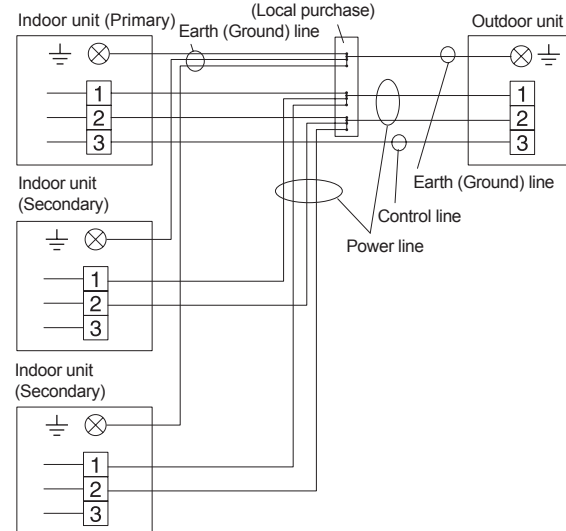 (Local purchase)
Indoor unit (Primary)
Earth (Ground) line
Outdoor unit
1
2
3
1
2
3
Earth (Ground) line
Control line
Power line
Indoor unit
(Secondary)
1
2
3
Indoor unit
(Secondary)
1
2
3